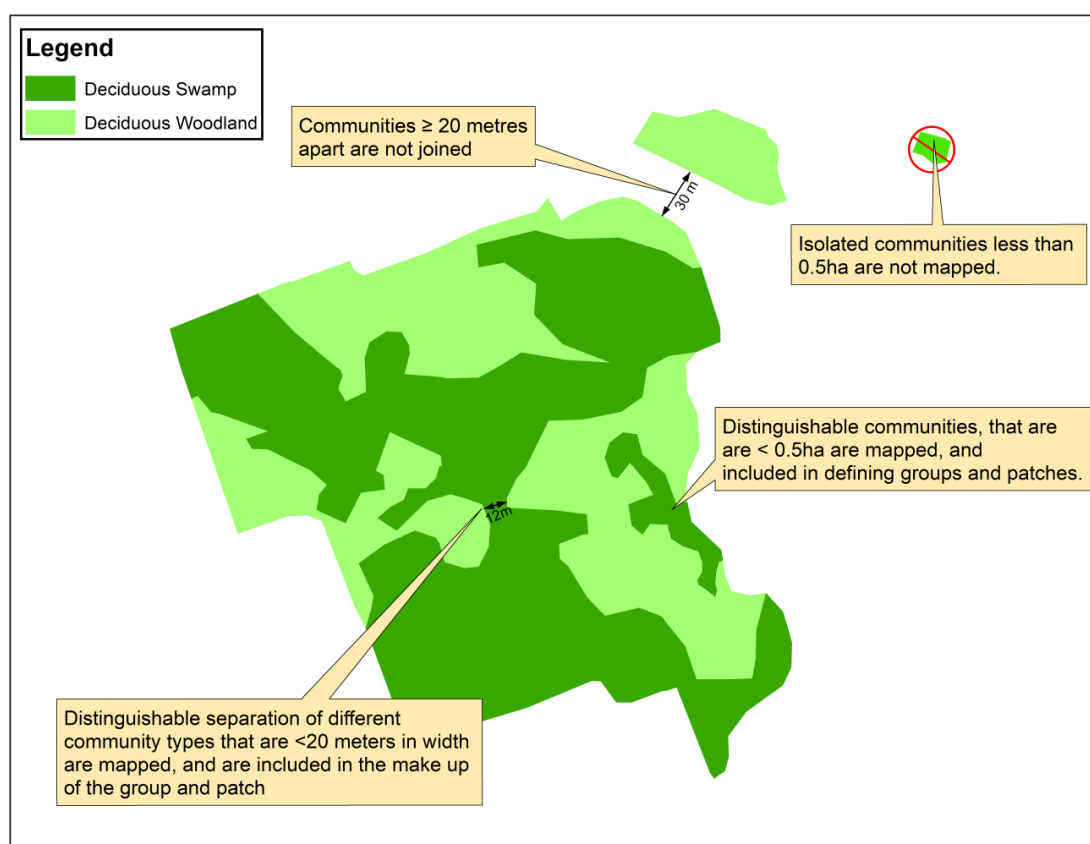 Legend
Deciduous Swamp
Deciduous Woodland
Communities ≥ 20 metres
apart are not joined
30 m
Isolated communities less than
0.5ha are not mapped.
Distinguishable communities, that are
are < 0.5ha are mapped, and
included in defining groups and patches.
12m
Distinguishable separation of different
community types that are <20 meters in width
are mapped, and are included in the make up
of the group and patch